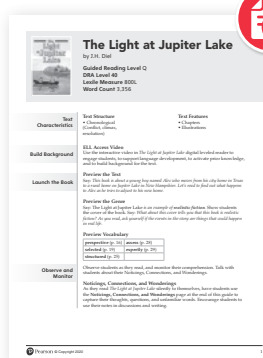 The Light at Jupiter Lake
by J.H. Diel
Guided Reading Level Q
DRA Level 40
Lexile Measure 800L
Word Count 3,356
Text Characteristics
Text Structure
• Chronological
(Conflict, climax,
resolution)
Text Features
• Chapters
• Illustrations
Build Background
ELL Access Video
Use the interactive video in The Light at Jupiter Lake digital leveled reader to
engage students, to support language development, to activate prior knowledge,
and to build background for the text.
Launch the Book
Preview the Text
Say: This book is about a young boy named Alec who moves from his city home in Texas
to a rural home on Jupiter Lake in New Hampshire. Let's read to find out what happens
to Alec as he tries to adjust to his new home.
Preview the Genre
Say: The Light at Jupiter Lake is an example of realistic fiction. Show students
the cover of the book. Say: What about this cover tells you that this book is realistic
fiction? As you read, ask yourself if the events in the story are things that could happen
in real life.
Preview Vocabulary
perspective (p. 16)
access (p. 28)
selected (p. 19)
expertly (p. 29)
structured (p. 25)
Observe and Monitor
Observe students as they read, and monitor their comprehension. Talk with
students about their Noticings, Connections, and Wonderings.
Noticings, Connections, and Wonderings
As they read The Light at Jupiter Lake silently to themselves, have students use
the Noticings, Connections, and Wonderings page at the end of this guide to
capture their thoughts, questions, and unfamiliar words. Encourage students to
use their notes in discussions and writing.
Pearson © Copyright 2020
1